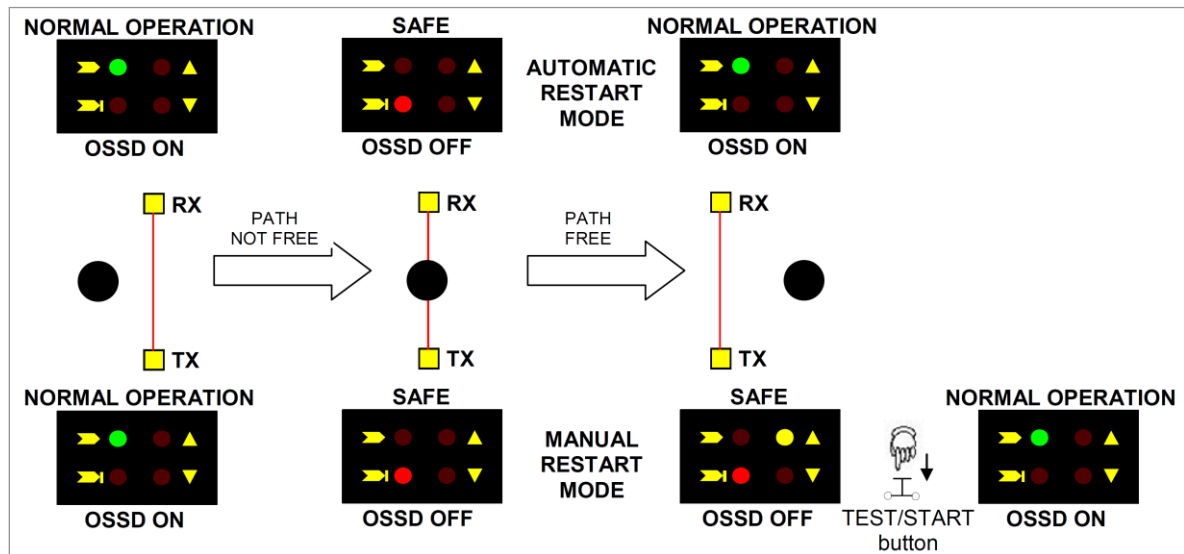 NORMAL OPERATION
SAFE
NORMAL OPERATION
AUTOMATIC
RESTART
MODE
OSSD ON
OSSD OFF
OSSD ON
RX
RX
RX
PATH
NOT FREE
PATH
FREE
TX
TX
TX
NORMAL OPERATION
SAFE
SAFE
NORMAL OPERATION
MANUAL
RESTART
MODE
OSSD ON
OSSD OFF
OSSD OFF
TEST/START
button
OSSD ON